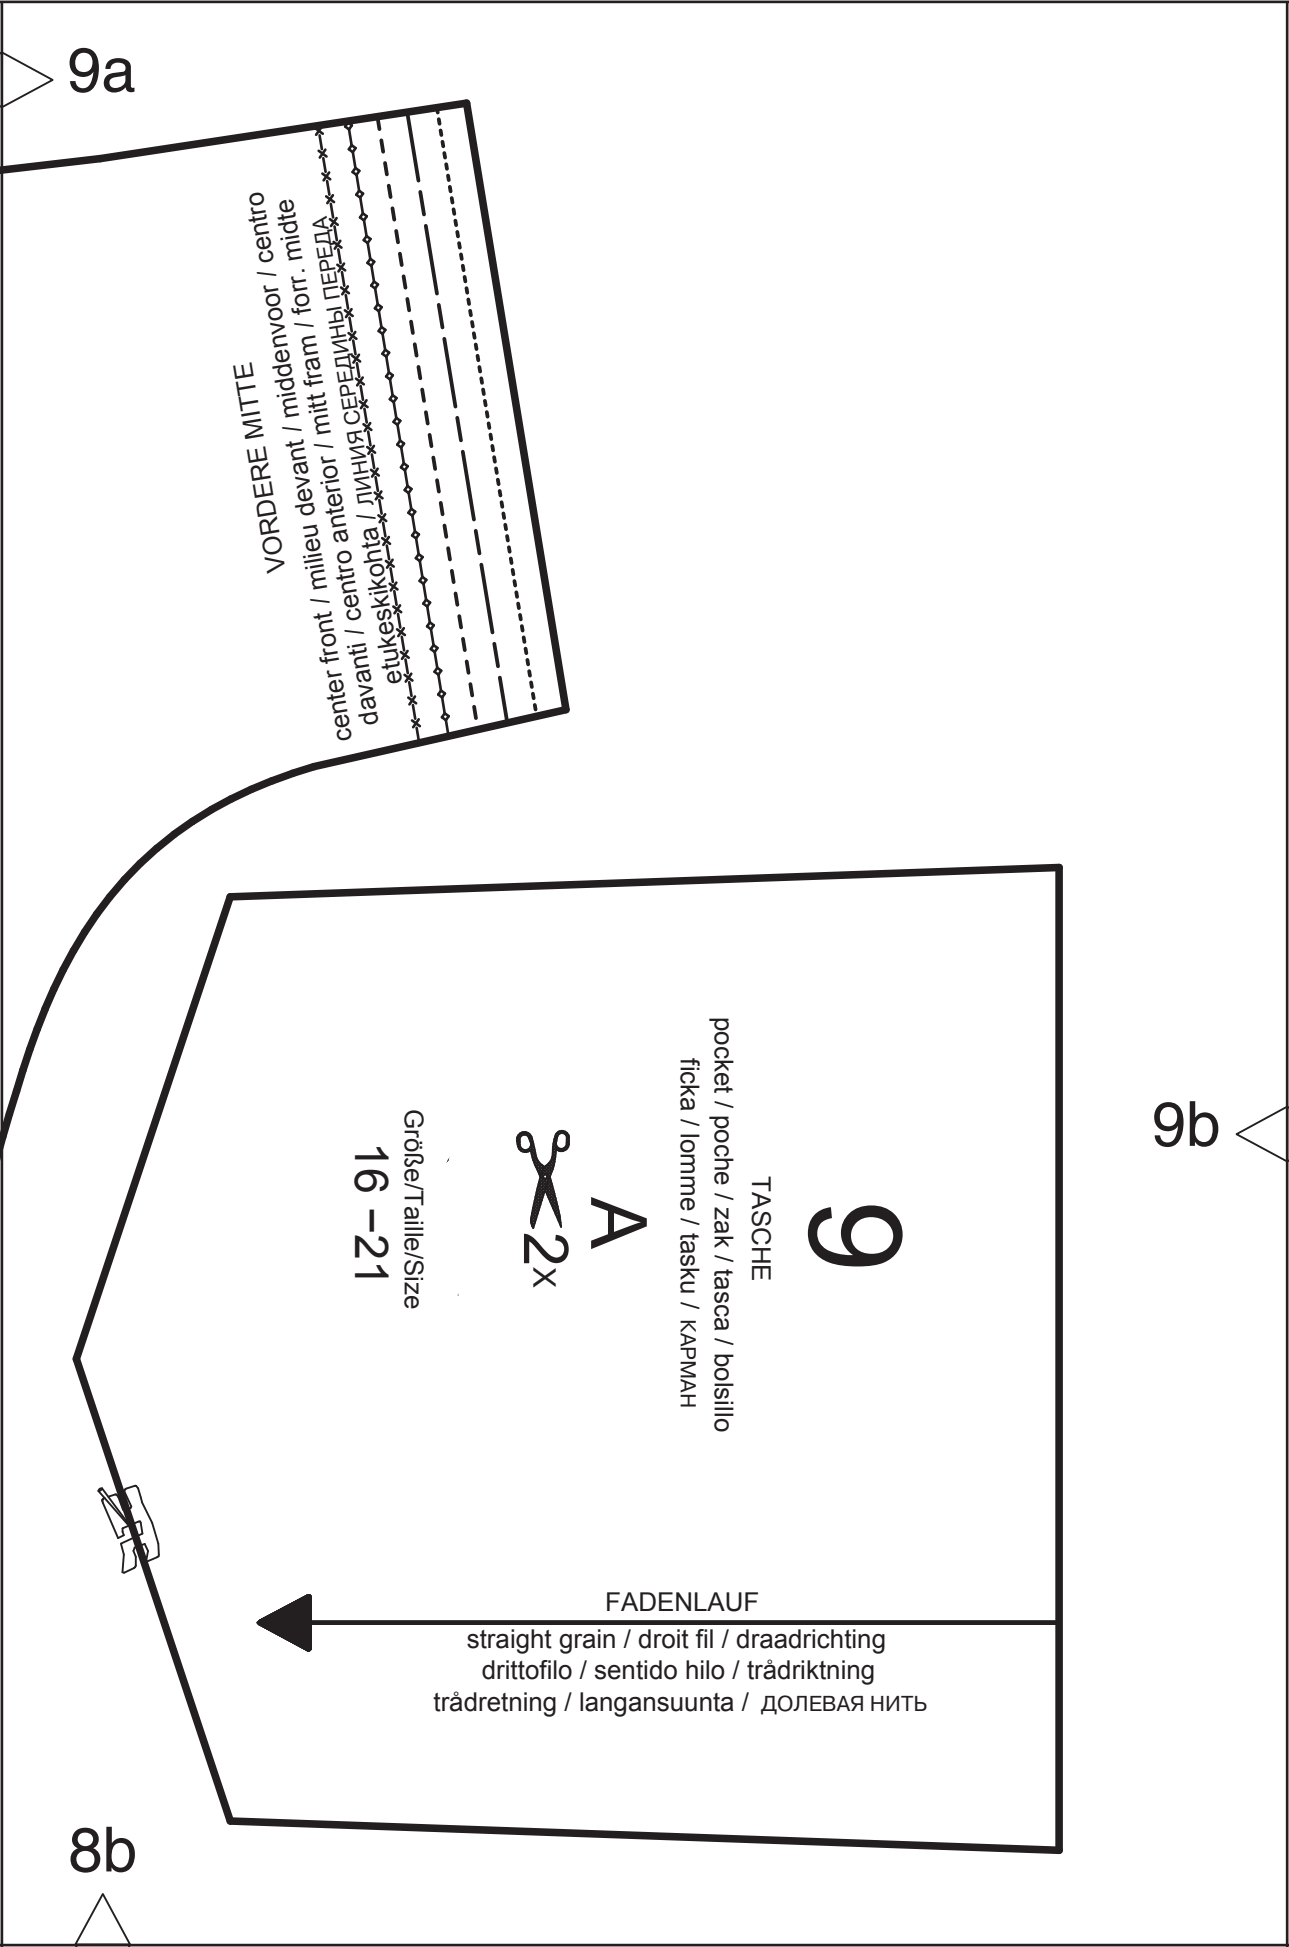 9a
VORDERE MITTE
center front / milieu devant / middenvoor / centro
davanti / centro anterior / mitt fram / forr. midte
etukeskikohta / ЛИНИЯ СЕРЕДИНЫ ПЕРЕДА
9
TASCHE
pocket / poche / zak / tasca / bolsillo
ficka / lomme / tasku / КАРМАН
A
2x
Größe/Taille/Size
16 –21
9b
FADENLAUF
straight grain / droit fil / draadrichting
drittofilo / sentido hilo / trådriktning
trådretning / langansuunta / ДОЛЕВАЯ НИТЬ
8b